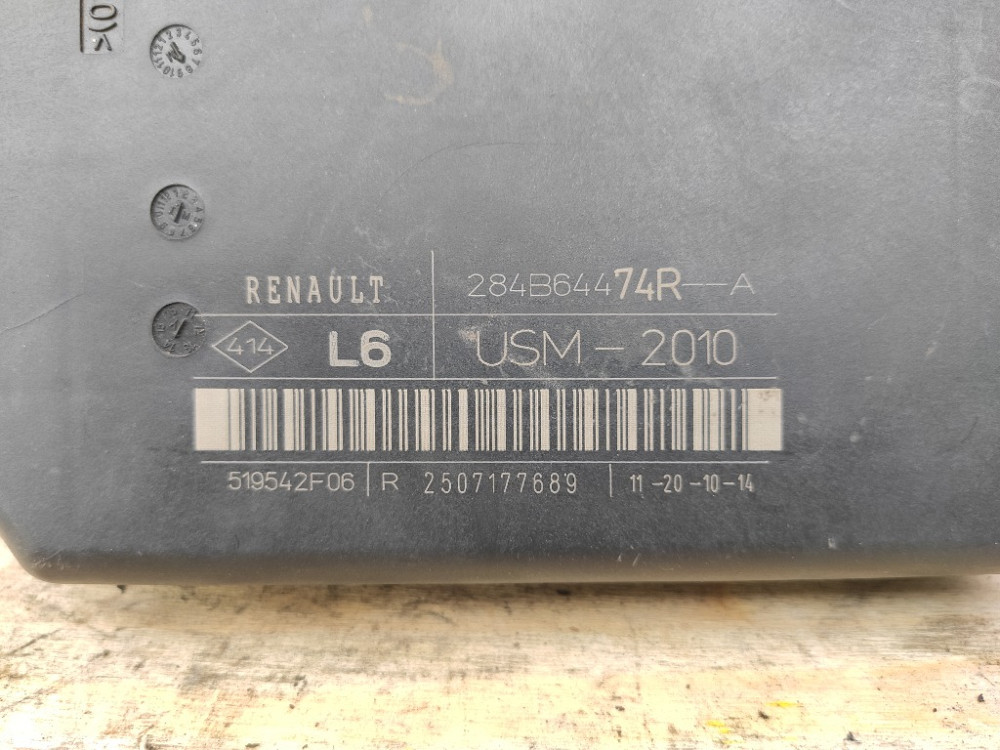 RENAULT 284B64474R--A
414 L6 USM - 2010
519542F06 R 2507177689 11-20-10-14